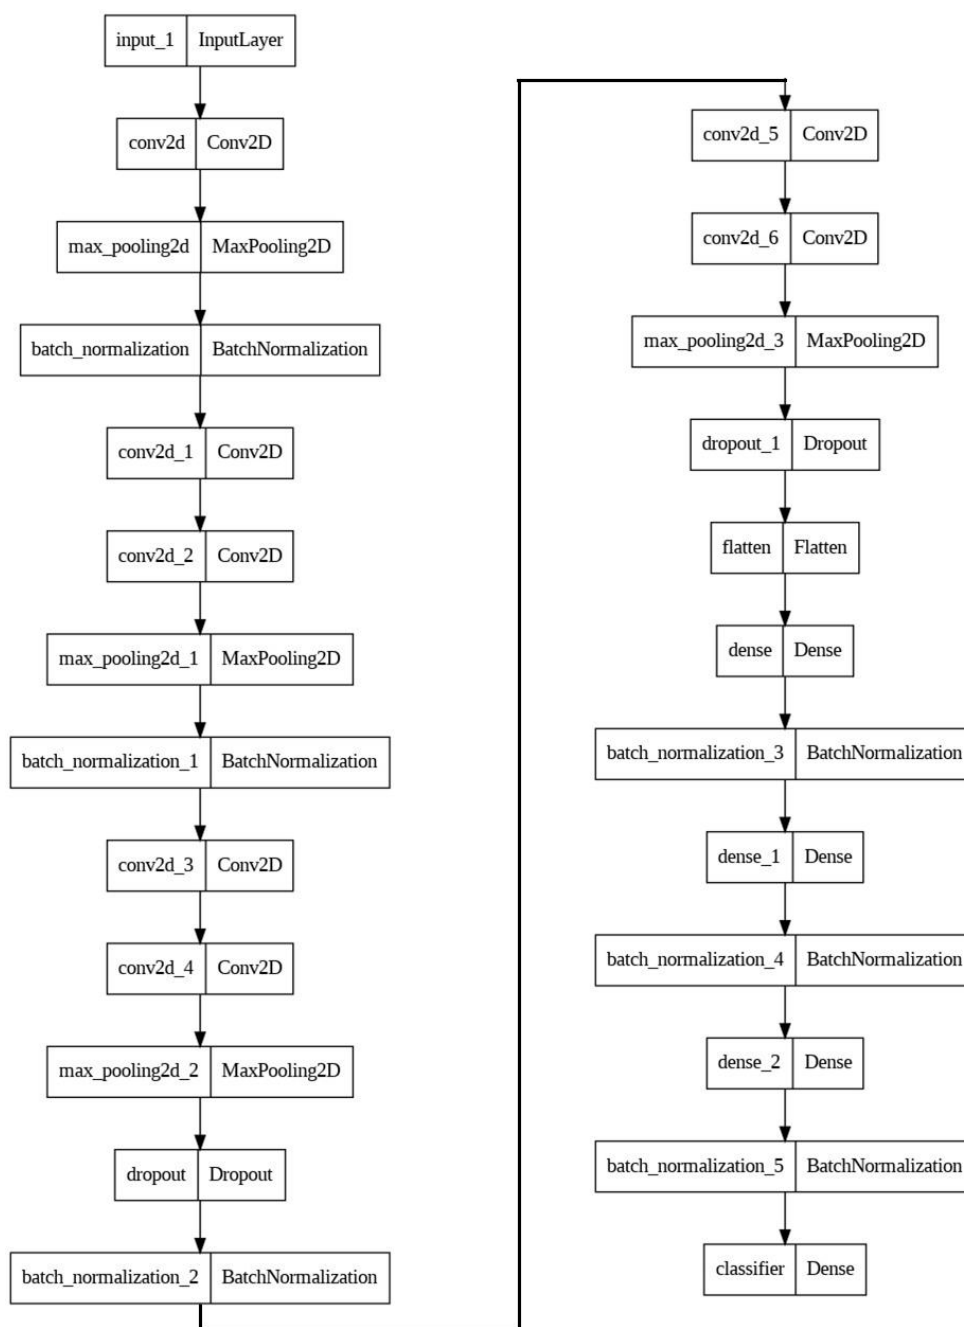 input_1 InputLayer
conv2d Conv2D
max_pooling2d MaxPooling2D
batch_normalization BatchNormalization
conv2d_1 Conv2D
conv2d_2 Conv2D
max_pooling2d_1 MaxPooling2D
batch_normalization_1 BatchNormalization
conv2d_3 Conv2D
conv2d_4 Conv2D
max_pooling2d_2 MaxPooling2D
dropout Dropout
batch_normalization_2 BatchNormalization
conv2d_5 Conv2D
conv2d_6 Conv2D
max_pooling2d_3 MaxPooling2D
dropout_1 Dropout
flatten Flatten
dense Dense
batch_normalization_3 BatchNormalization
dense_1 Dense
batch_normalization_4 BatchNormalization
dense_2 Dense
batch_normalization_5 BatchNormalization
classifier Dense